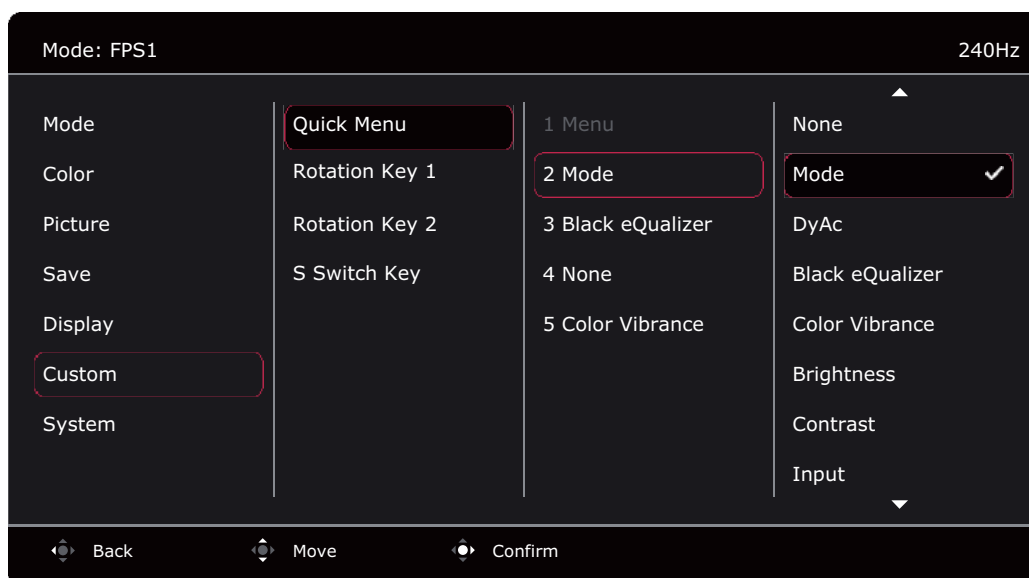 Mode: FPS1 240Hz
Mode
Color
Picture
Save
Display
Custom
System
Quick Menu
Rotation Key 1
Rotation Key 2
S Switch Key
1 Menu
2 Mode
3 Black eQualizer
4 None
5 Color Vibrance
None
Mode
DyAc
Black eQualizer
Color Vibrance
Brightness
Contrast
Input
Back Move Confirm